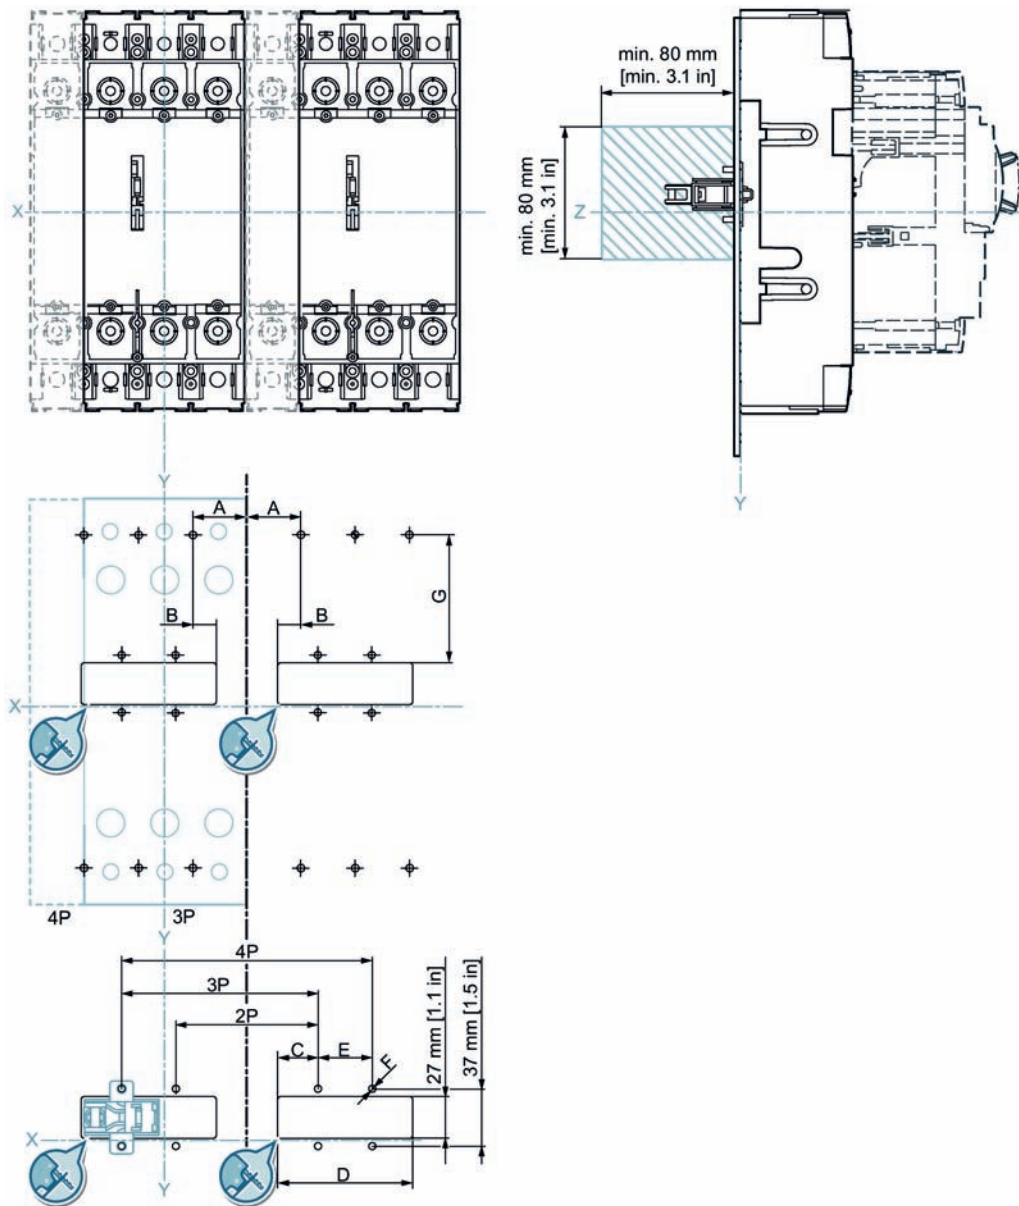 min. 80 mm
[min. 3.1 in]
min. 80 mm
[min. 3.1 in]
X
Z
Y
Y
A
A
G
B
B
X
4P
3P
Y
4P
3P
2P
C
E
F
27 mm [1.1 in]
37 mm [1.5 in]
X
D
Y